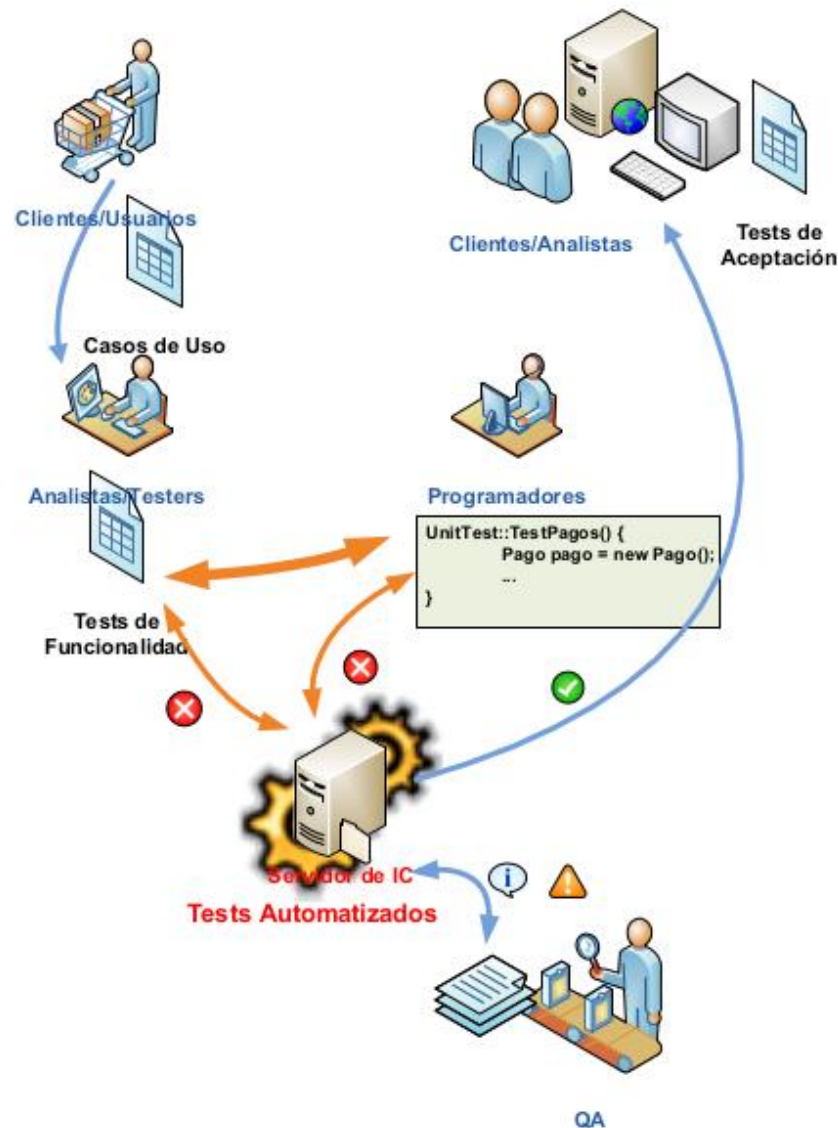 Clientes/Usuarios
Clientes/Analistas
Tests de
Aceptación
Casos de Uso
Analistas/Testers
Programadores
UnitTest::TestPagos() {
Pago pago = new Pago();
...
}
Tests de
Funcionalidad
Servidor de IC
Tests Automatizados
QA